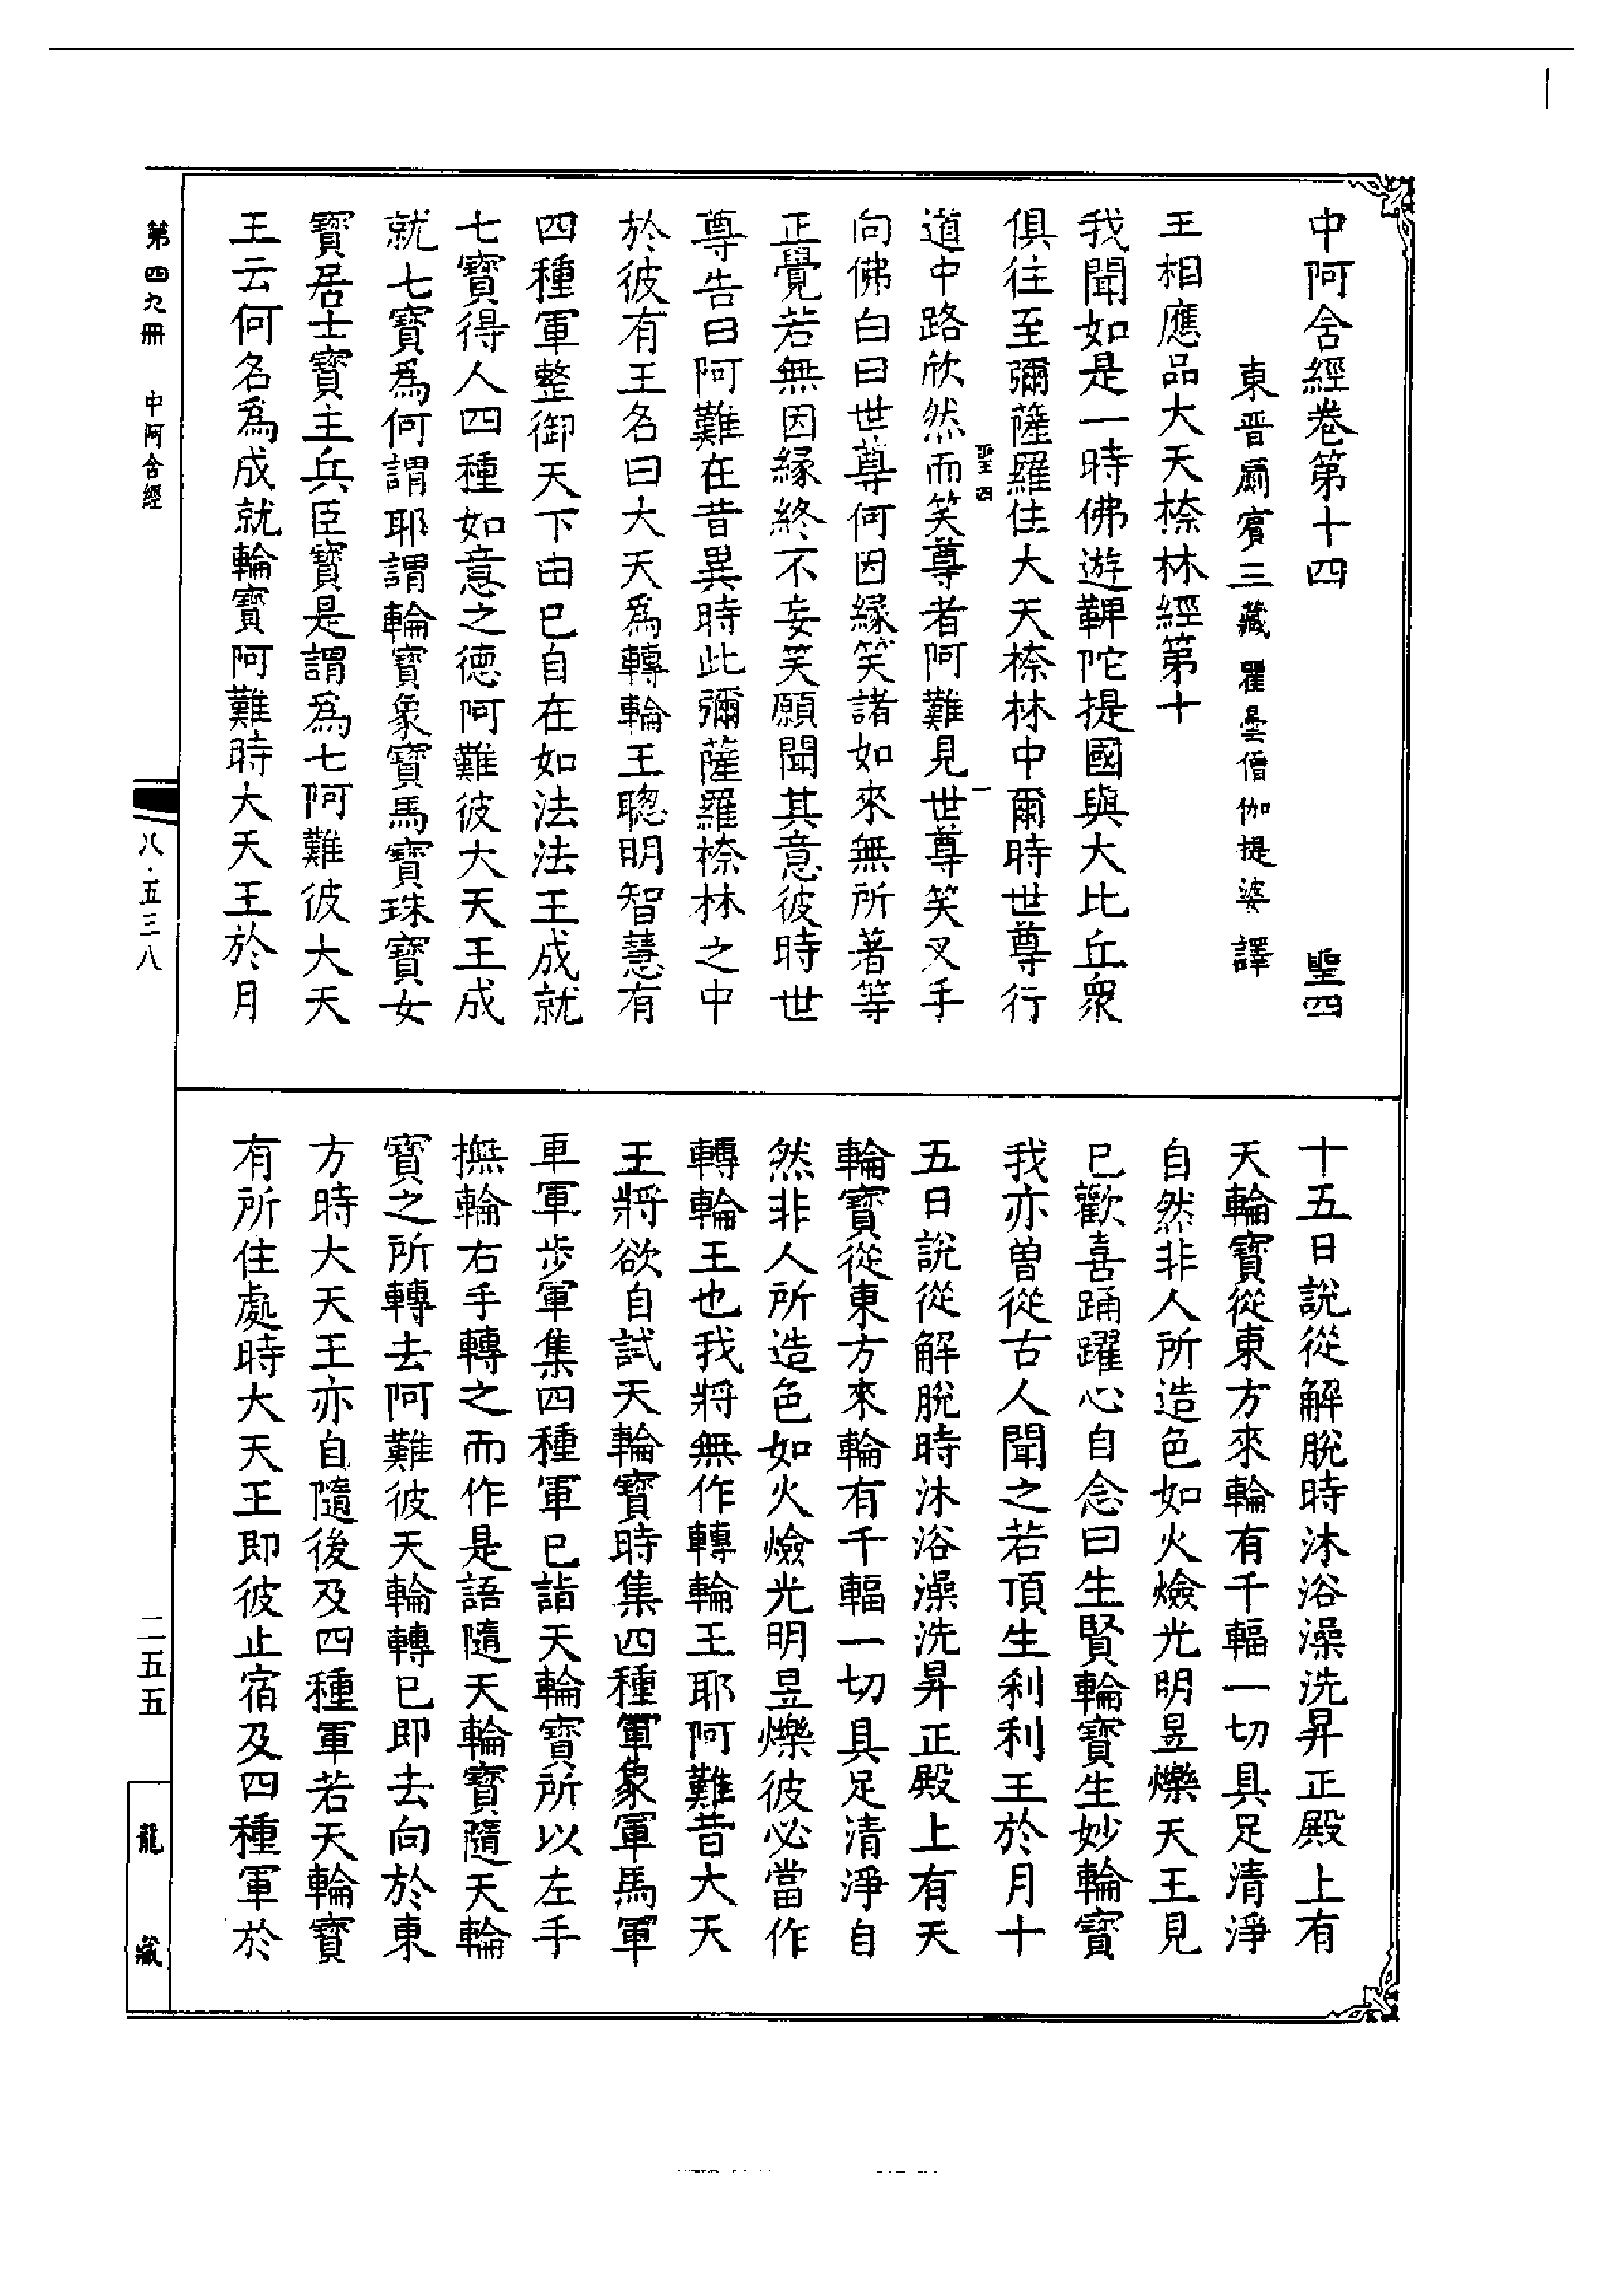 中阿含經卷第十四　聖四
東晉罽賓三藏瞿曇僧伽提婆譯
王相應品大天㮈林經第十
我聞如是一時佛遊鞞陀提國與大比丘衆
俱往至彌薩羅住大天㮈林中爾時世尊行
聖四　一
道中路欣然而笑尊者阿難見世尊笑叉手
向佛白曰世尊何因緣笑諸如來無所著等
正覺若無因緣終不妄笑願聞其意彼時世
尊告曰阿難在昔異時此彌薩羅㮈林之中
於彼有王名曰大天爲轉輪王聰明智慧有
四種軍整御天下由已自在如法法王成就
七寶得人四種如意之德阿難彼大天王成
就七寶爲何謂耶謂輪寶象寶馬寶珠寶女
寶居士寶主兵臣寶是謂爲七阿難彼大天
王云何名爲成就輪寶阿難時大天王於月
十五日說從解脫時沐浴澡洗昇正殿上有
天輪寶從東方來輪有千輻一切具足清淨
自然非人所造色如火燄光明昱爍天王見
已歡喜踊躍心自念曰生賢輪寶生妙輪寶
我亦曽從古人聞之若頂生刹利王於月十
五日說從解脫時沐浴澡洗昇正殿上有天
輪寶從東方來輪有千輻一切具足清淨自
然非人所造色如火燄光明昱爍彼必當作
轉輪王也我將無作轉輪王耶阿難昔大天
王將欲自試天輪寶時集四種軍象軍馬軍
車軍步軍集四種軍已詣天輪寶所以左手
撫輪右手轉之而作是語隨天輪寶隨天輪
寶之所轉去阿難彼天輪轉已即去向於東
方時大天王亦自隨後及四種軍若天輪寶
有所住處時大天王即彼止宿及四種軍於
第四九冊　中阿含經
八·五三八
二五五
龍藏